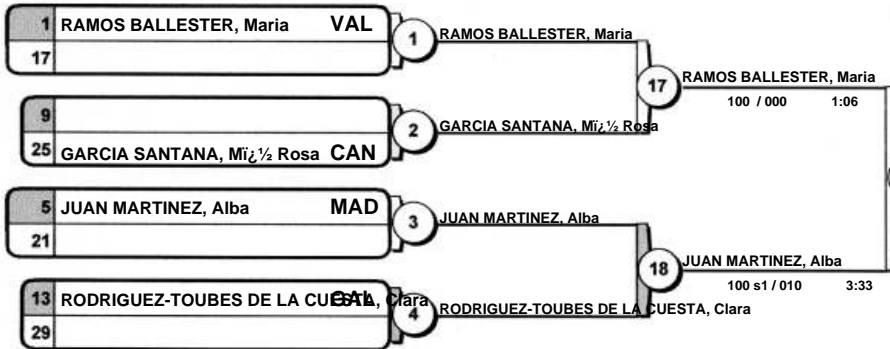 1 RAMOS BALLESTER, Maria VAL
17
1
RAMOS BALLESTER, Maria
9
25 GARCIA SANTANA, Mï¿½ Rosa CAN
2
GARCIA SANTANA, Mï¿½ Rosa
17
RAMOS BALLESTER, Maria
100 / 000 1:06
5 JUAN MARTINEZ, Alba MAD
21
3
JUAN MARTINEZ, Alba
13 RODRIGUEZ-TOUBES DE LA CUESTA, Clara GAL
29
4
RODRIGUEZ-TOUBES DE LA CUESTA, Clara
18
JUAN MARTINEZ, Alba
100 s1 / 010 3:33